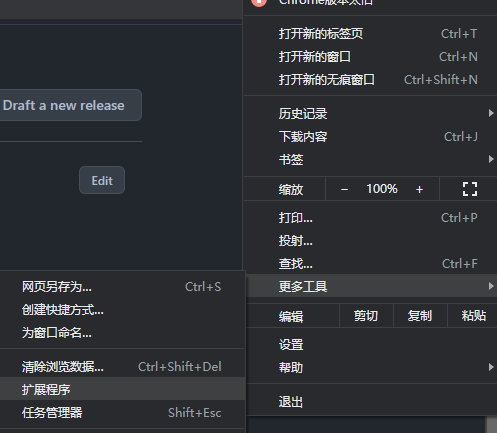 Chrome版本太旧
打开新的标签页 Ctrl+T
打开新的窗口 Ctrl+N
打开新的无痕窗口 Ctrl+Shift+N
历史记录
下载内容 Ctrl+J
书签
缩放 − 100% +
打印... Ctrl+P
投射...
查找... Ctrl+F
更多工具
编辑 剪切 复制 粘贴
设置
帮助
退出
Draft a new release
Edit
网页另存为... Ctrl+S
创建快捷方式...
为窗口命名...
清除浏览数据... Ctrl+Shift+Del
扩展程序
任务管理器 Shift+Esc